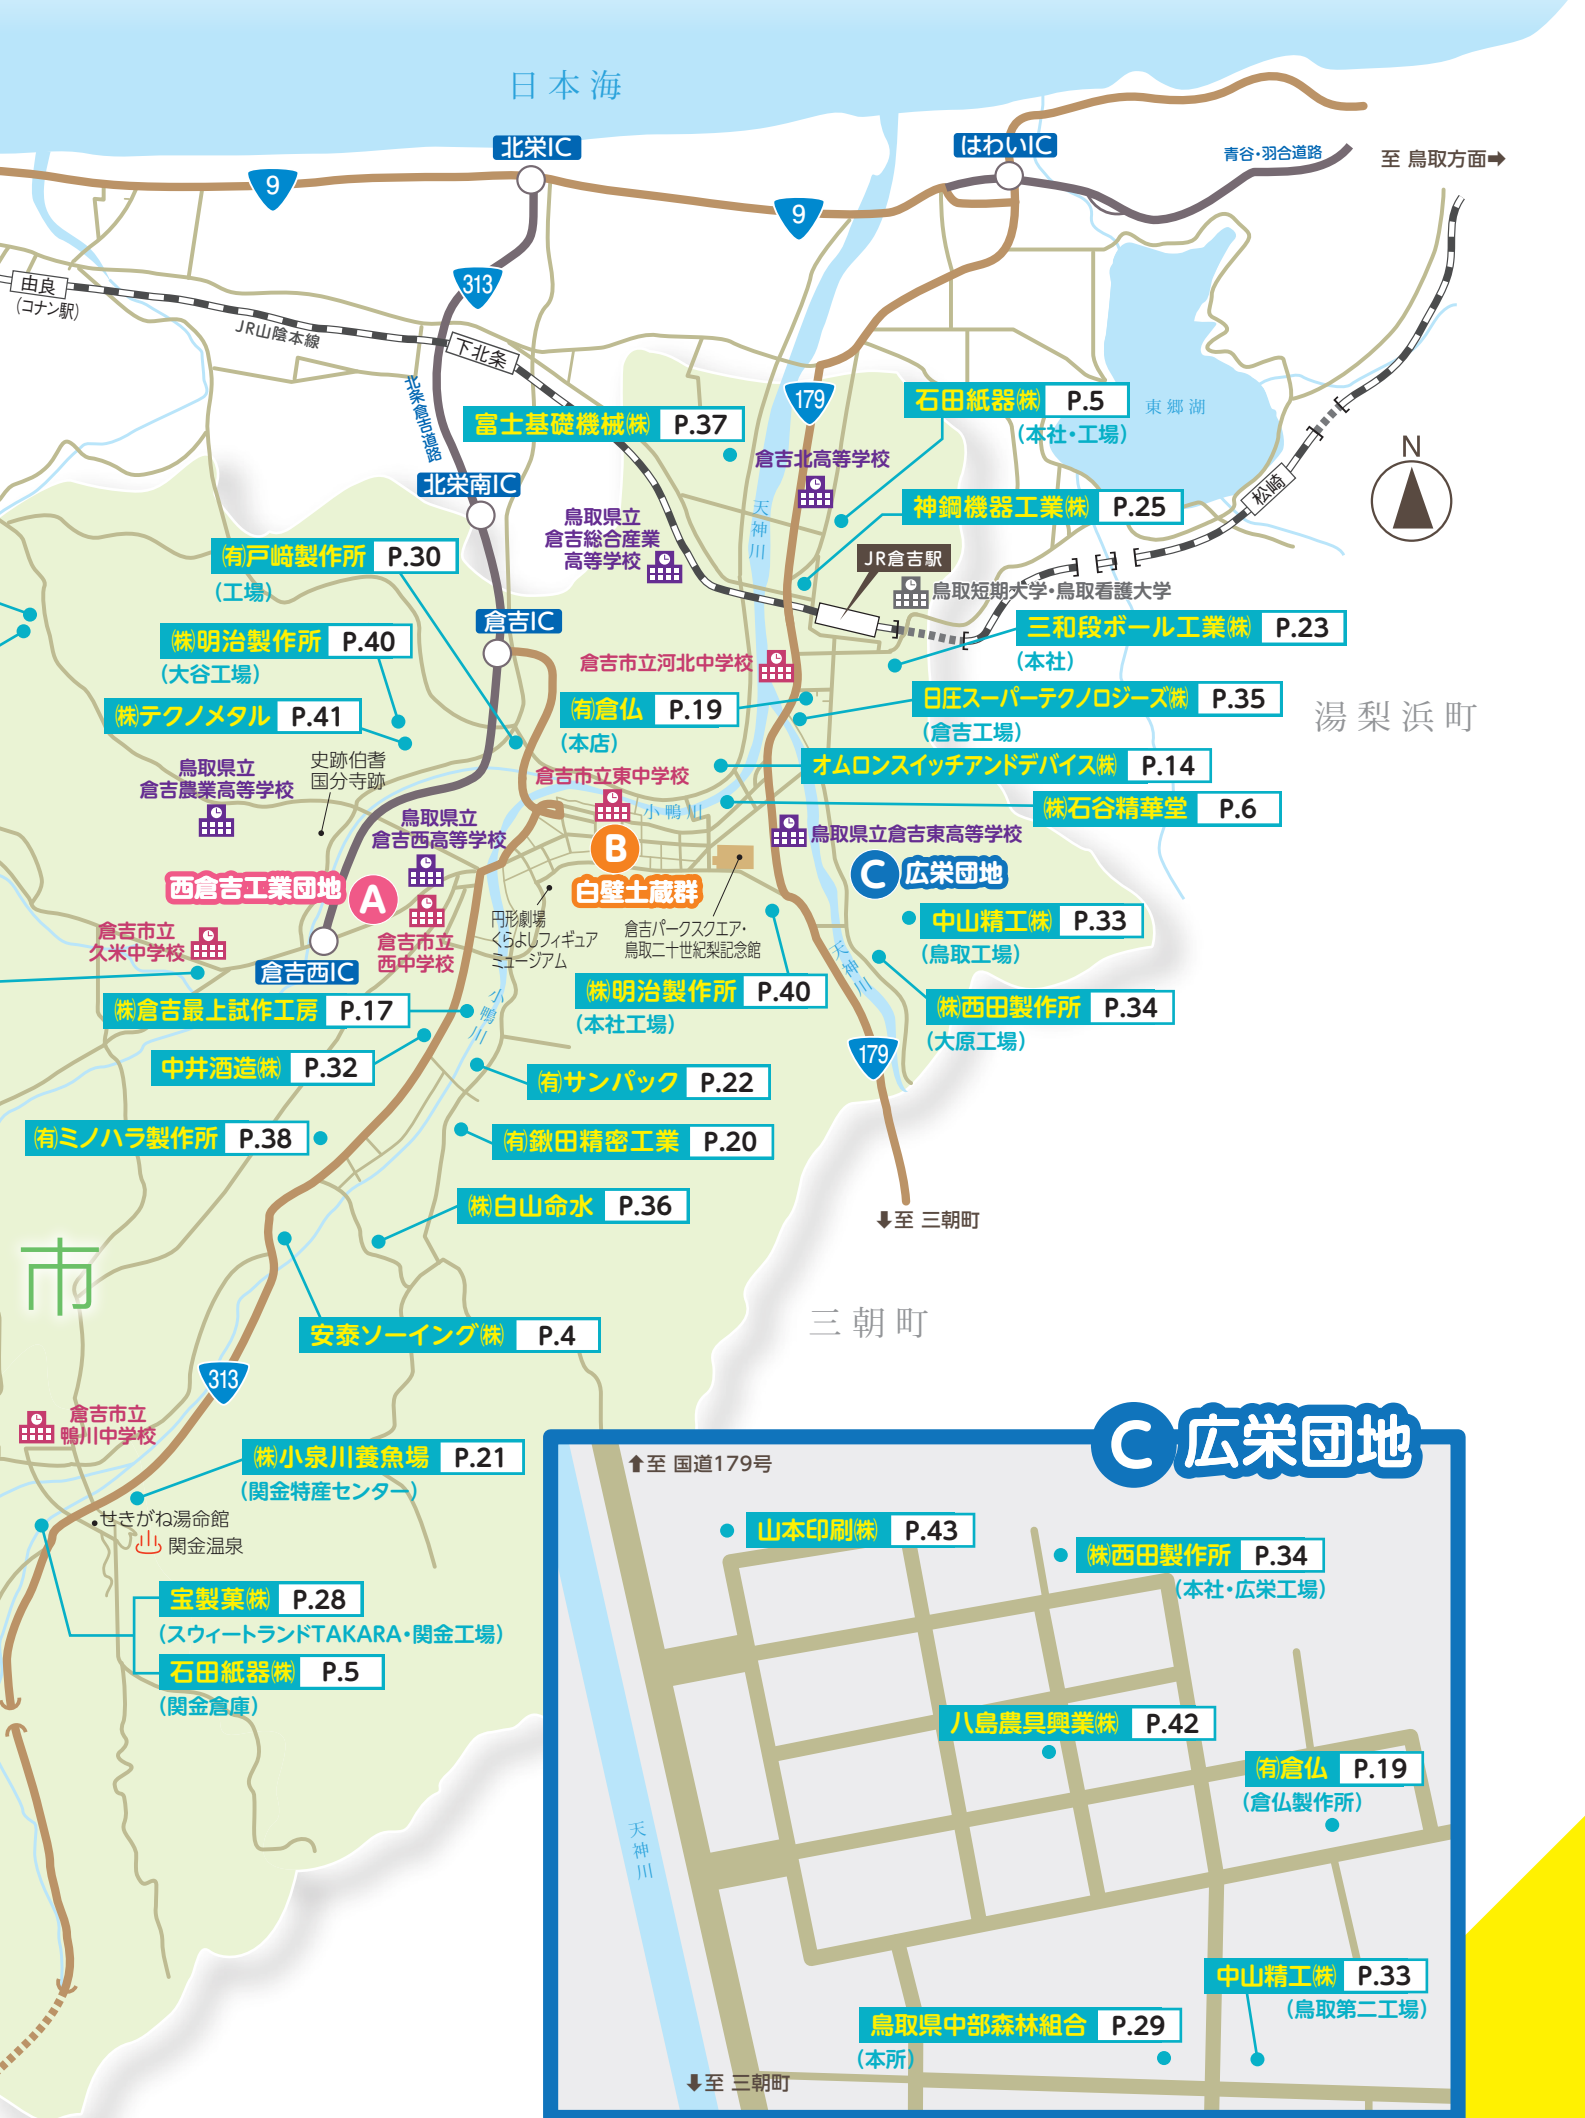 日本海
北栄IC
はわいIC
青谷・羽合道路
至 鳥取方面➡
9
9
313
由良
(コナン駅)
JR山陰本線
下北条
北条倉吉道路
179
石田紙器㈱ P.5
(本社・工場)
東郷湖
富士基礎機械㈱ P.37
倉吉北高等学校
N
北栄南IC
松崎
神鋼機器工業㈱ P.25
天神川
鳥取県立
倉吉総合産業
高等学校
㈲戸﨑製作所 P.30
(工場)
JR倉吉駅
鳥取短期大学・鳥取看護大学
倉吉IC
三和段ボール工業㈱ P.23
(本社)
㈱明治製作所 P.40
(大谷工場)
倉吉市立河北中学校
日圧スーパーテクノロジーズ㈱ P.35
(倉吉工場)
㈲倉仏 P.19
(本店)
㈱テクノメタル P.41
湯梨浜町
史跡伯耆
国分寺跡
オムロンスイッチアンドデバイス㈱ P.14
鳥取県立
倉吉農業高等学校
倉吉市立東中学校
㈱石谷精華堂 P.6
小鴨川
鳥取県立
倉吉西高等学校
鳥取県立倉吉東高等学校
B
白壁土蔵群
C 広栄団地
西倉吉工業団地 A
中山精工㈱ P.33
(鳥取工場)
円形劇場
くらよしフィギュア
ミュージアム
倉吉パークスクエア・
鳥取二十世紀梨記念館
倉吉市立
久米中学校
倉吉市立
西中学校
天神川
倉吉西IC
㈱明治製作所 P.40
(本社工場)
㈱西田製作所 P.34
(大原工場)
㈱倉吉最上試作工房 P.17
小鴨川
179
中井酒造㈱ P.32
㈲サンパック P.22
㈲ミノハラ製作所 P.38
㈲鍬田精密工業 P.20
㈱白山命水 P.36
⬇至 三朝町
市
安泰ソーイング㈱ P.4
三朝町
313
倉吉市立
鴨川中学校
㈱小泉川養魚場 P.21
(関金特産センター)
せきがね湯命館
関金温泉
宝製菓㈱ P.28
(スウィートランドTAKARA・関金工場)
石田紙器㈱ P.5
(関金倉庫)
C 広栄団地
⬆至 国道179号
山本印刷㈱ P.43
㈱西田製作所 P.34
(本社・広栄工場)
八島農具興業㈱ P.42
㈲倉仏 P.19
(倉仏製作所)
天神川
中山精工㈱ P.33
(鳥取第二工場)
鳥取県中部森林組合 P.29
(本所)
⬇至 三朝町